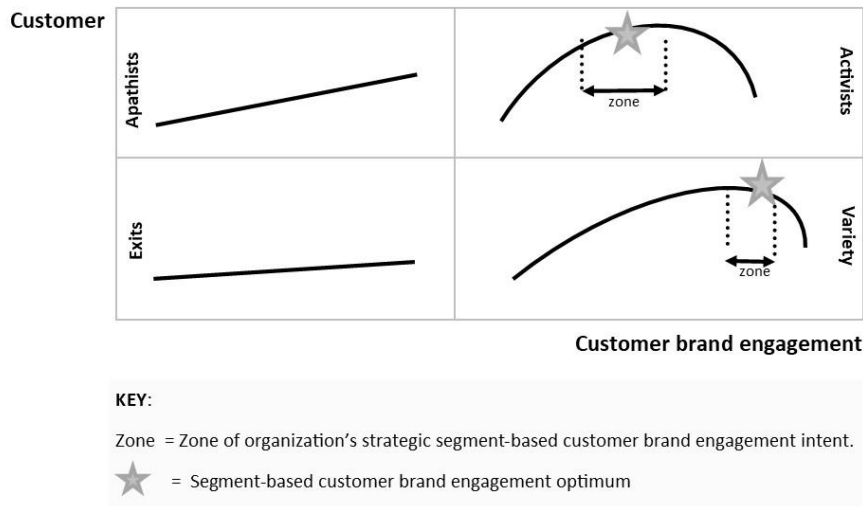 Customer
Apathists
zone
Activists
Exits
zone
Variety
Customer brand engagement
KEY:
Zone = Zone of organization's strategic segment-based customer brand engagement intent.
= Segment-based customer brand engagement optimum